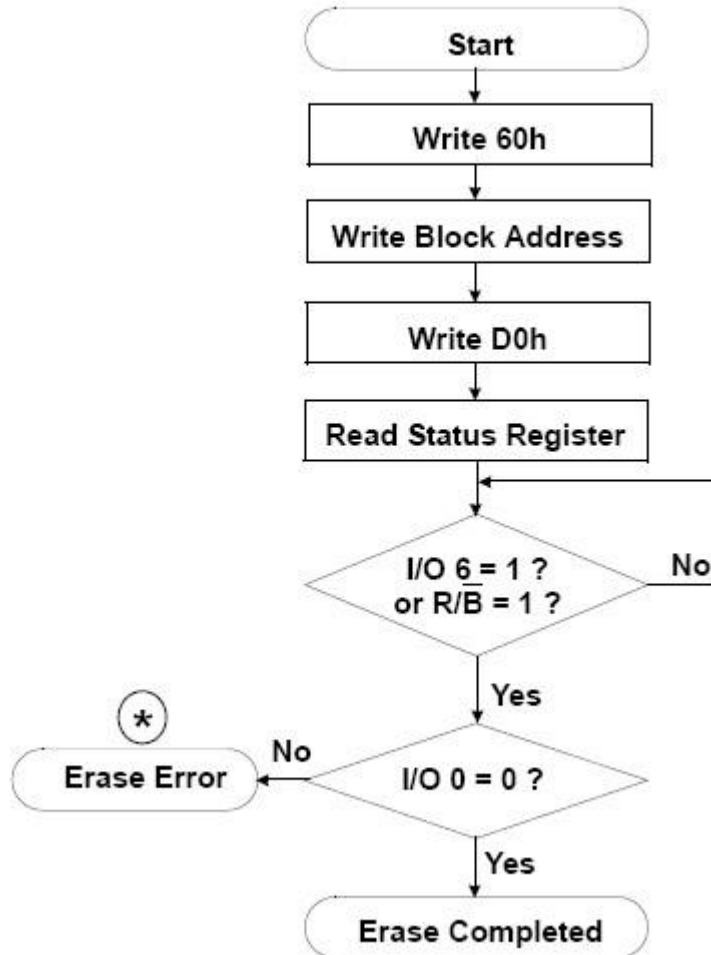 Start
Write 60h
Write Block Address
Write D0h
Read Status Register
I/O 6 = 1 ?
or R/B̅ = 1 ?
No
Yes
*
No
Erase Error
I/O 0 = 0 ?
Yes
Erase Completed